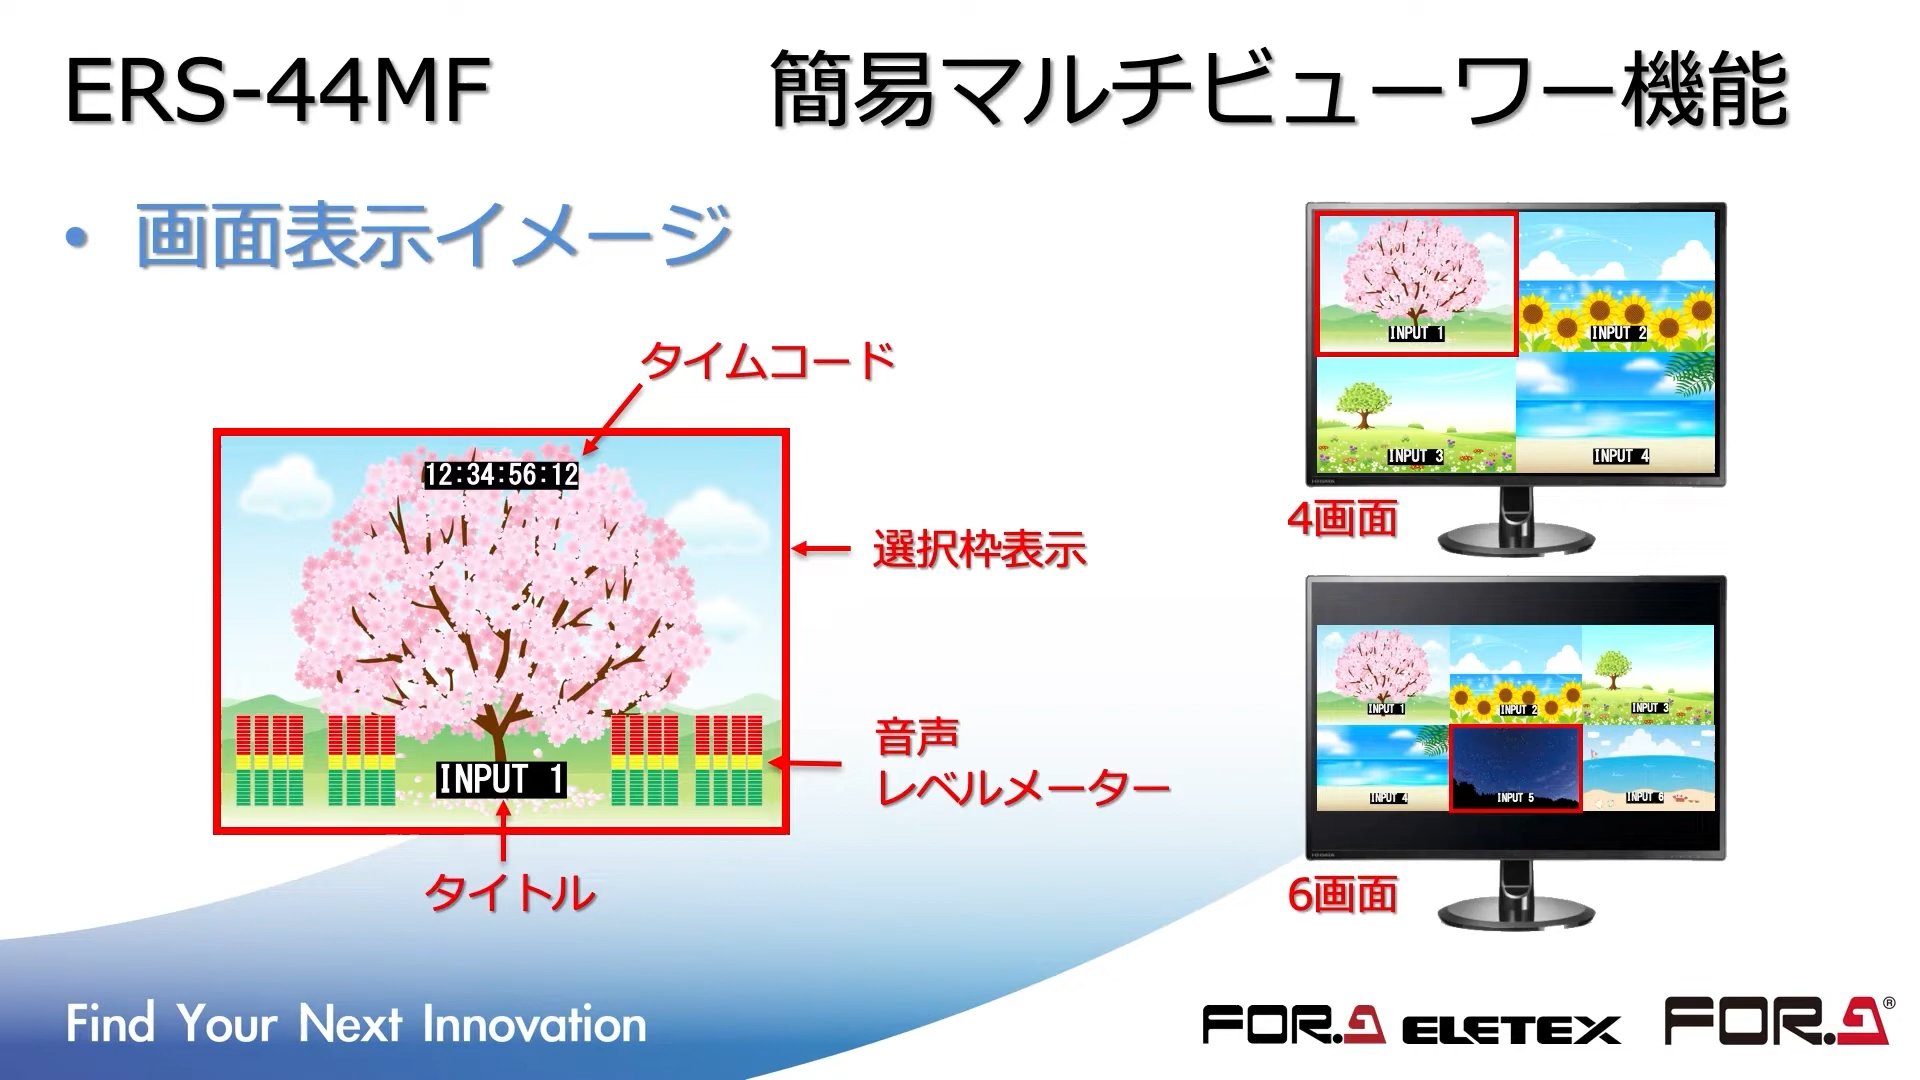 ERS-44MF 簡易マルチビューワー機能
• 画面表示イメージ
タイムコード
12:34:56:12
選択枠表示
音声
レベルメーター
INPUT 1
タイトル
INPUT 1
INPUT 2
INPUT 3
INPUT 4
4画面
INPUT 1
INPUT 2
INPUT 3
INPUT 4
INPUT 5
INPUT 6
6画面
Find Your Next Innovation
FOR.A ELETEX
FOR.A®